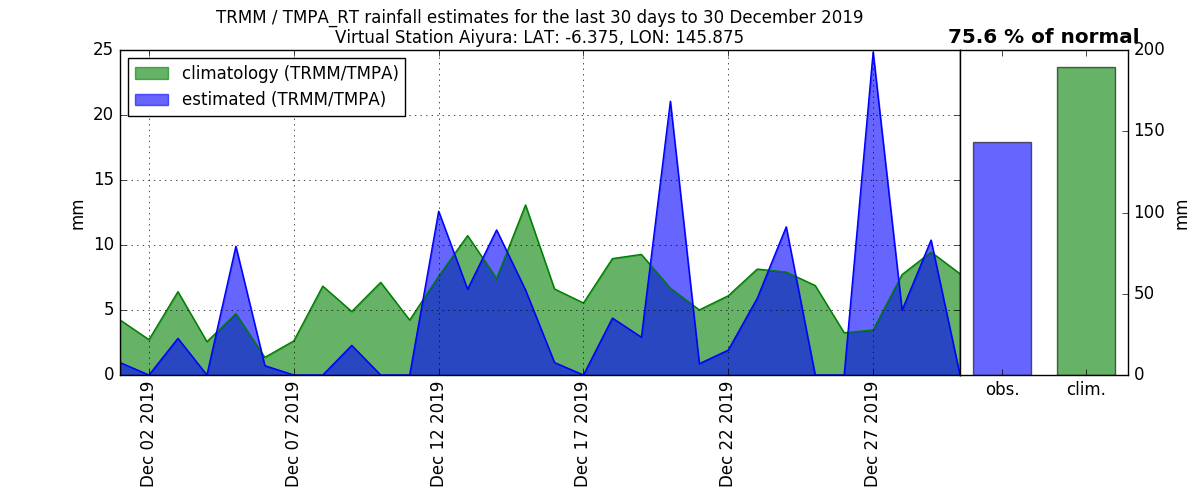 TRMM / TMPA_RT rainfall estimates for the last 30 days to 30 December 2019
Virtual Station Aiyura: LAT: -6.375, LON: 145.875
75.6 % of normal
climatology (TRMM/TMPA)
estimated (TRMM/TMPA)
25
20
15
10
5
0
mm
Dec 02 2019
Dec 07 2019
Dec 12 2019
Dec 17 2019
Dec 22 2019
Dec 27 2019
200
150
100
50
0
mm
obs.
clim.